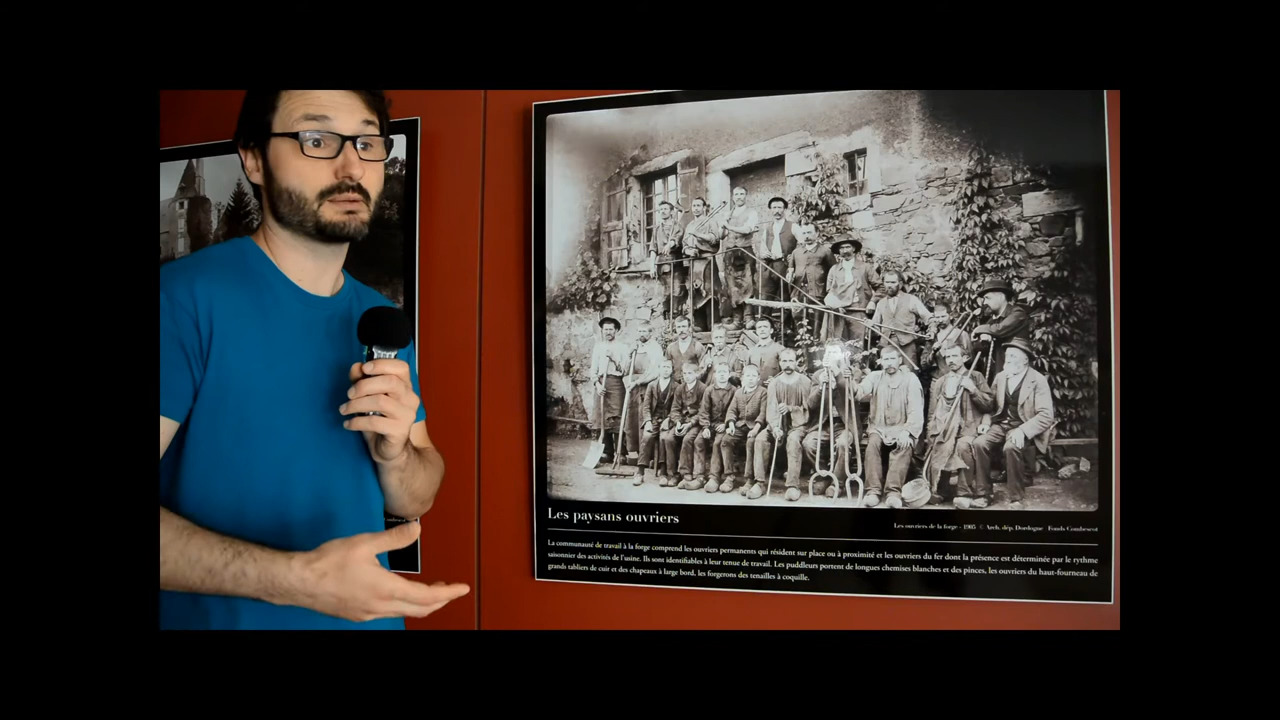 Les paysans ouvriers
Les ouvriers de la forge - 1905 © Arch. dép. Dordogne Fonds Combescot
La communauté de travail à la forge comprend les ouvriers permanents qui résident sur place ou à proximité et les ouvriers du fer dont la présence est déterminée par le rythme
saisonnier des activités de l'usine. Ils sont identifiables à leur tenue de travail. Les puddleurs portent de longues chemises blanches et des pinces, les ouvriers du haut-fourneau de
grands tabliers de cuir et des chapeaux à large bord, les forgerons des tenailles à coquille.